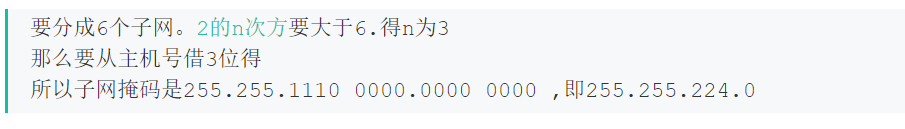 要分成6个子网。2的n次方要大于6.得n为3
那么要从主机号借3位得
所以子网掩码是255.255.1110 0000.0000 0000 ,即255.255.224.0